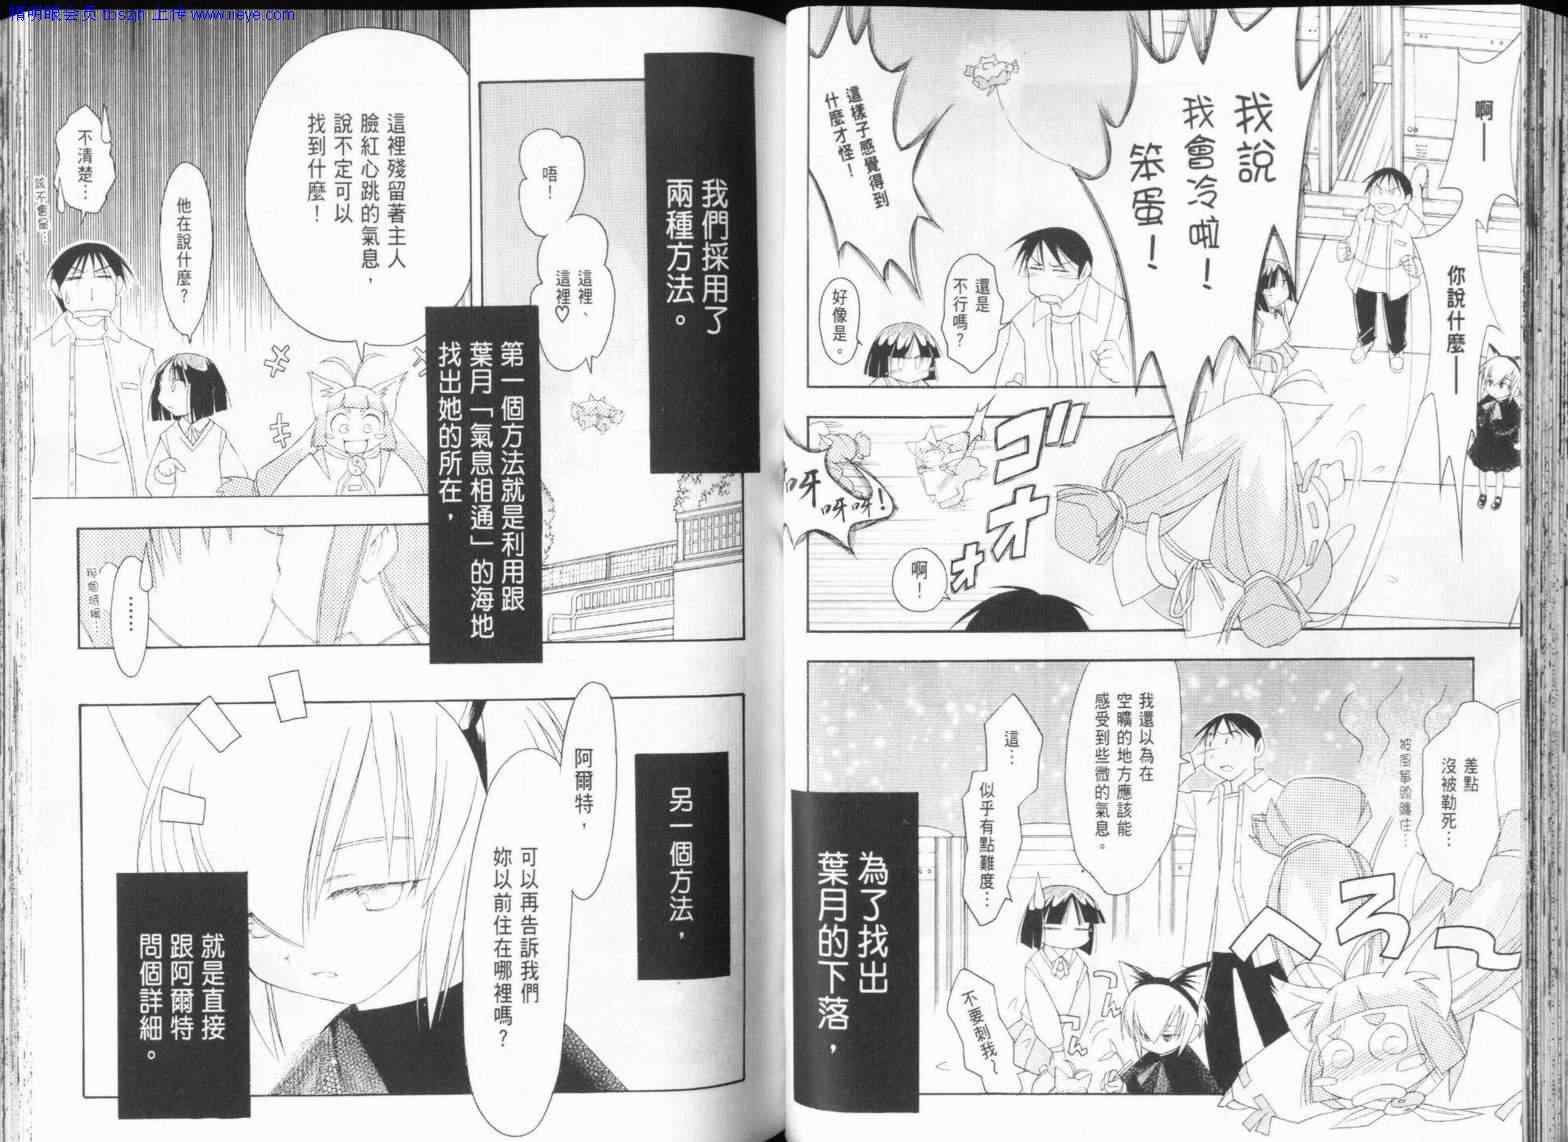 精明眼会员 tbszh 上传 www.iieye.com
啊——
你說什麼——
我說
我會冷啦！
笨蛋！
這樣子感覺得到
什麼才怪！
還是
不行嗎？
好像是。
ゴオオ
呀
呀呀！
啊！
差點
沒被勒死…
我還以為在
空曠的地方應該能
感受到些微的氣息。
這…
似乎有點難度…
へろへろ～
不要刺我～
為了找出
葉月的下落，
我們採用了
兩種方法。
唔！
這裡、
這裡♡
第一個方法就是利用跟
葉月「氣息相通」的海地
找出她的所在，
這裡殘留著主人
臉紅心跳的氣息，
說不定可以
找到什麼！
他在說什麼？
不清楚…
………
另一個方法，
阿爾特，
可以再告訴我們
妳以前住在哪裡嗎？
就是直接
跟阿爾特
問個詳細。